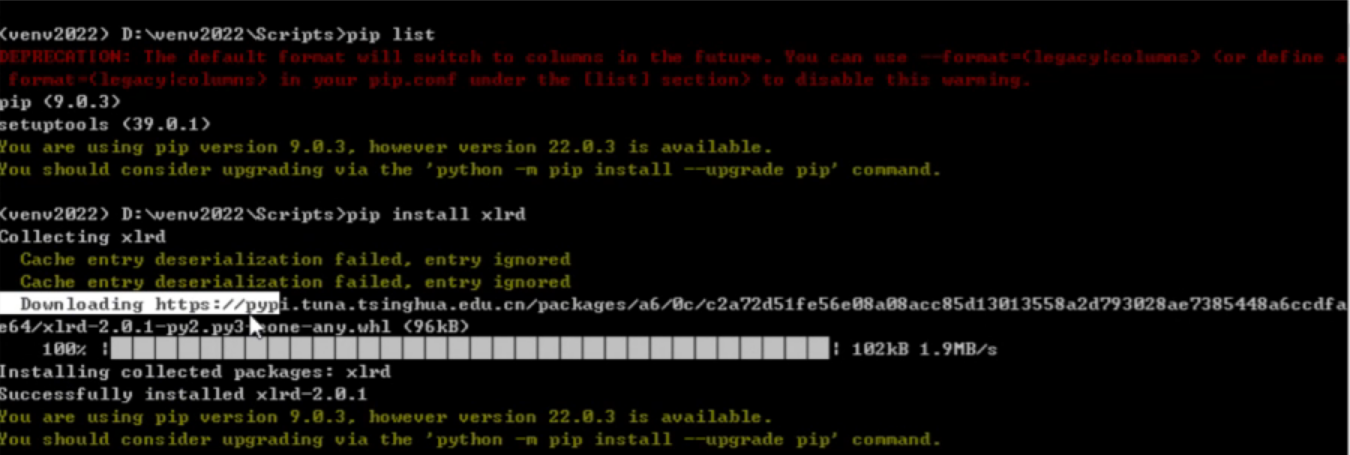 (venv2022) D:\wenv2022\Scripts>pip list
DEPRECATION: The default format will switch to columns in the future. You can use --format=(legacy|columns) (or define a
format=(legacy|columns) in your pip.conf under the [list] section) to disable this warning.
pip (9.0.3)
setuptools (39.0.1)
You are using pip version 9.0.3, however version 22.0.3 is available.
You should consider upgrading via the 'python -m pip install --upgrade pip' command.
(venv2022) D:\wenv2022\Scripts>pip install xlrd
Collecting xlrd
Cache entry deserialization failed, entry ignored
Cache entry deserialization failed, entry ignored
Downloading https://pypi.tuna.tsinghua.edu.cn/packages/a6/0c/c2a72d51fe56e08a08acc85d13013558a2d793028ae7385448a6ccdfa
e64/xlrd-2.0.1-py2.py3-none-any.whl (96kB)
100% |████████████████████████████████| 102kB 1.9MB/s
Installing collected packages: xlrd
Successfully installed xlrd-2.0.1
You are using pip version 9.0.3, however version 22.0.3 is available.
You should consider upgrading via the 'python -m pip install --upgrade pip' command.